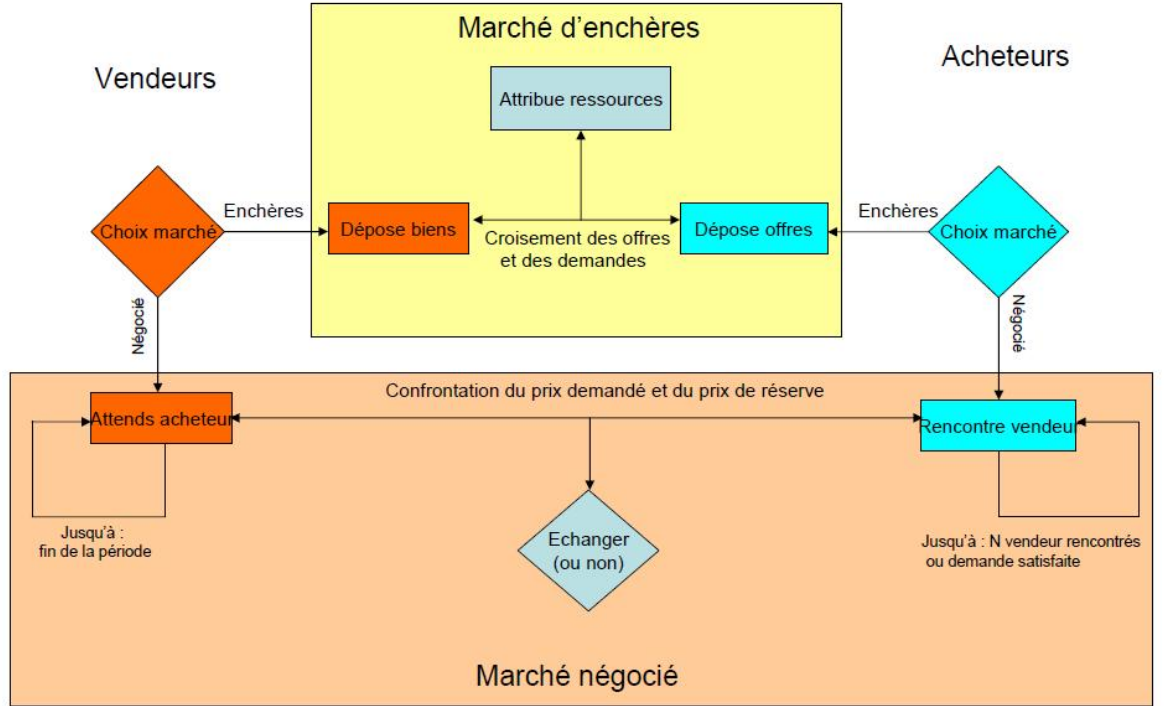 Marché d'enchères
Vendeurs
Acheteurs
Attribue ressources
Choix marché
Enchères
Dépose biens
Croisement des offres
et des demandes
Dépose offres
Enchères
Choix marché
Négocié
Négocié
Confrontation du prix demandé et du prix de réserve
Attends acheteur
Rencontre vendeur
Jusqu'à :
fin de la période
Echanger
(ou non)
Jusqu'à : N vendeur rencontrés
ou demande satisfaite
Marché négocié